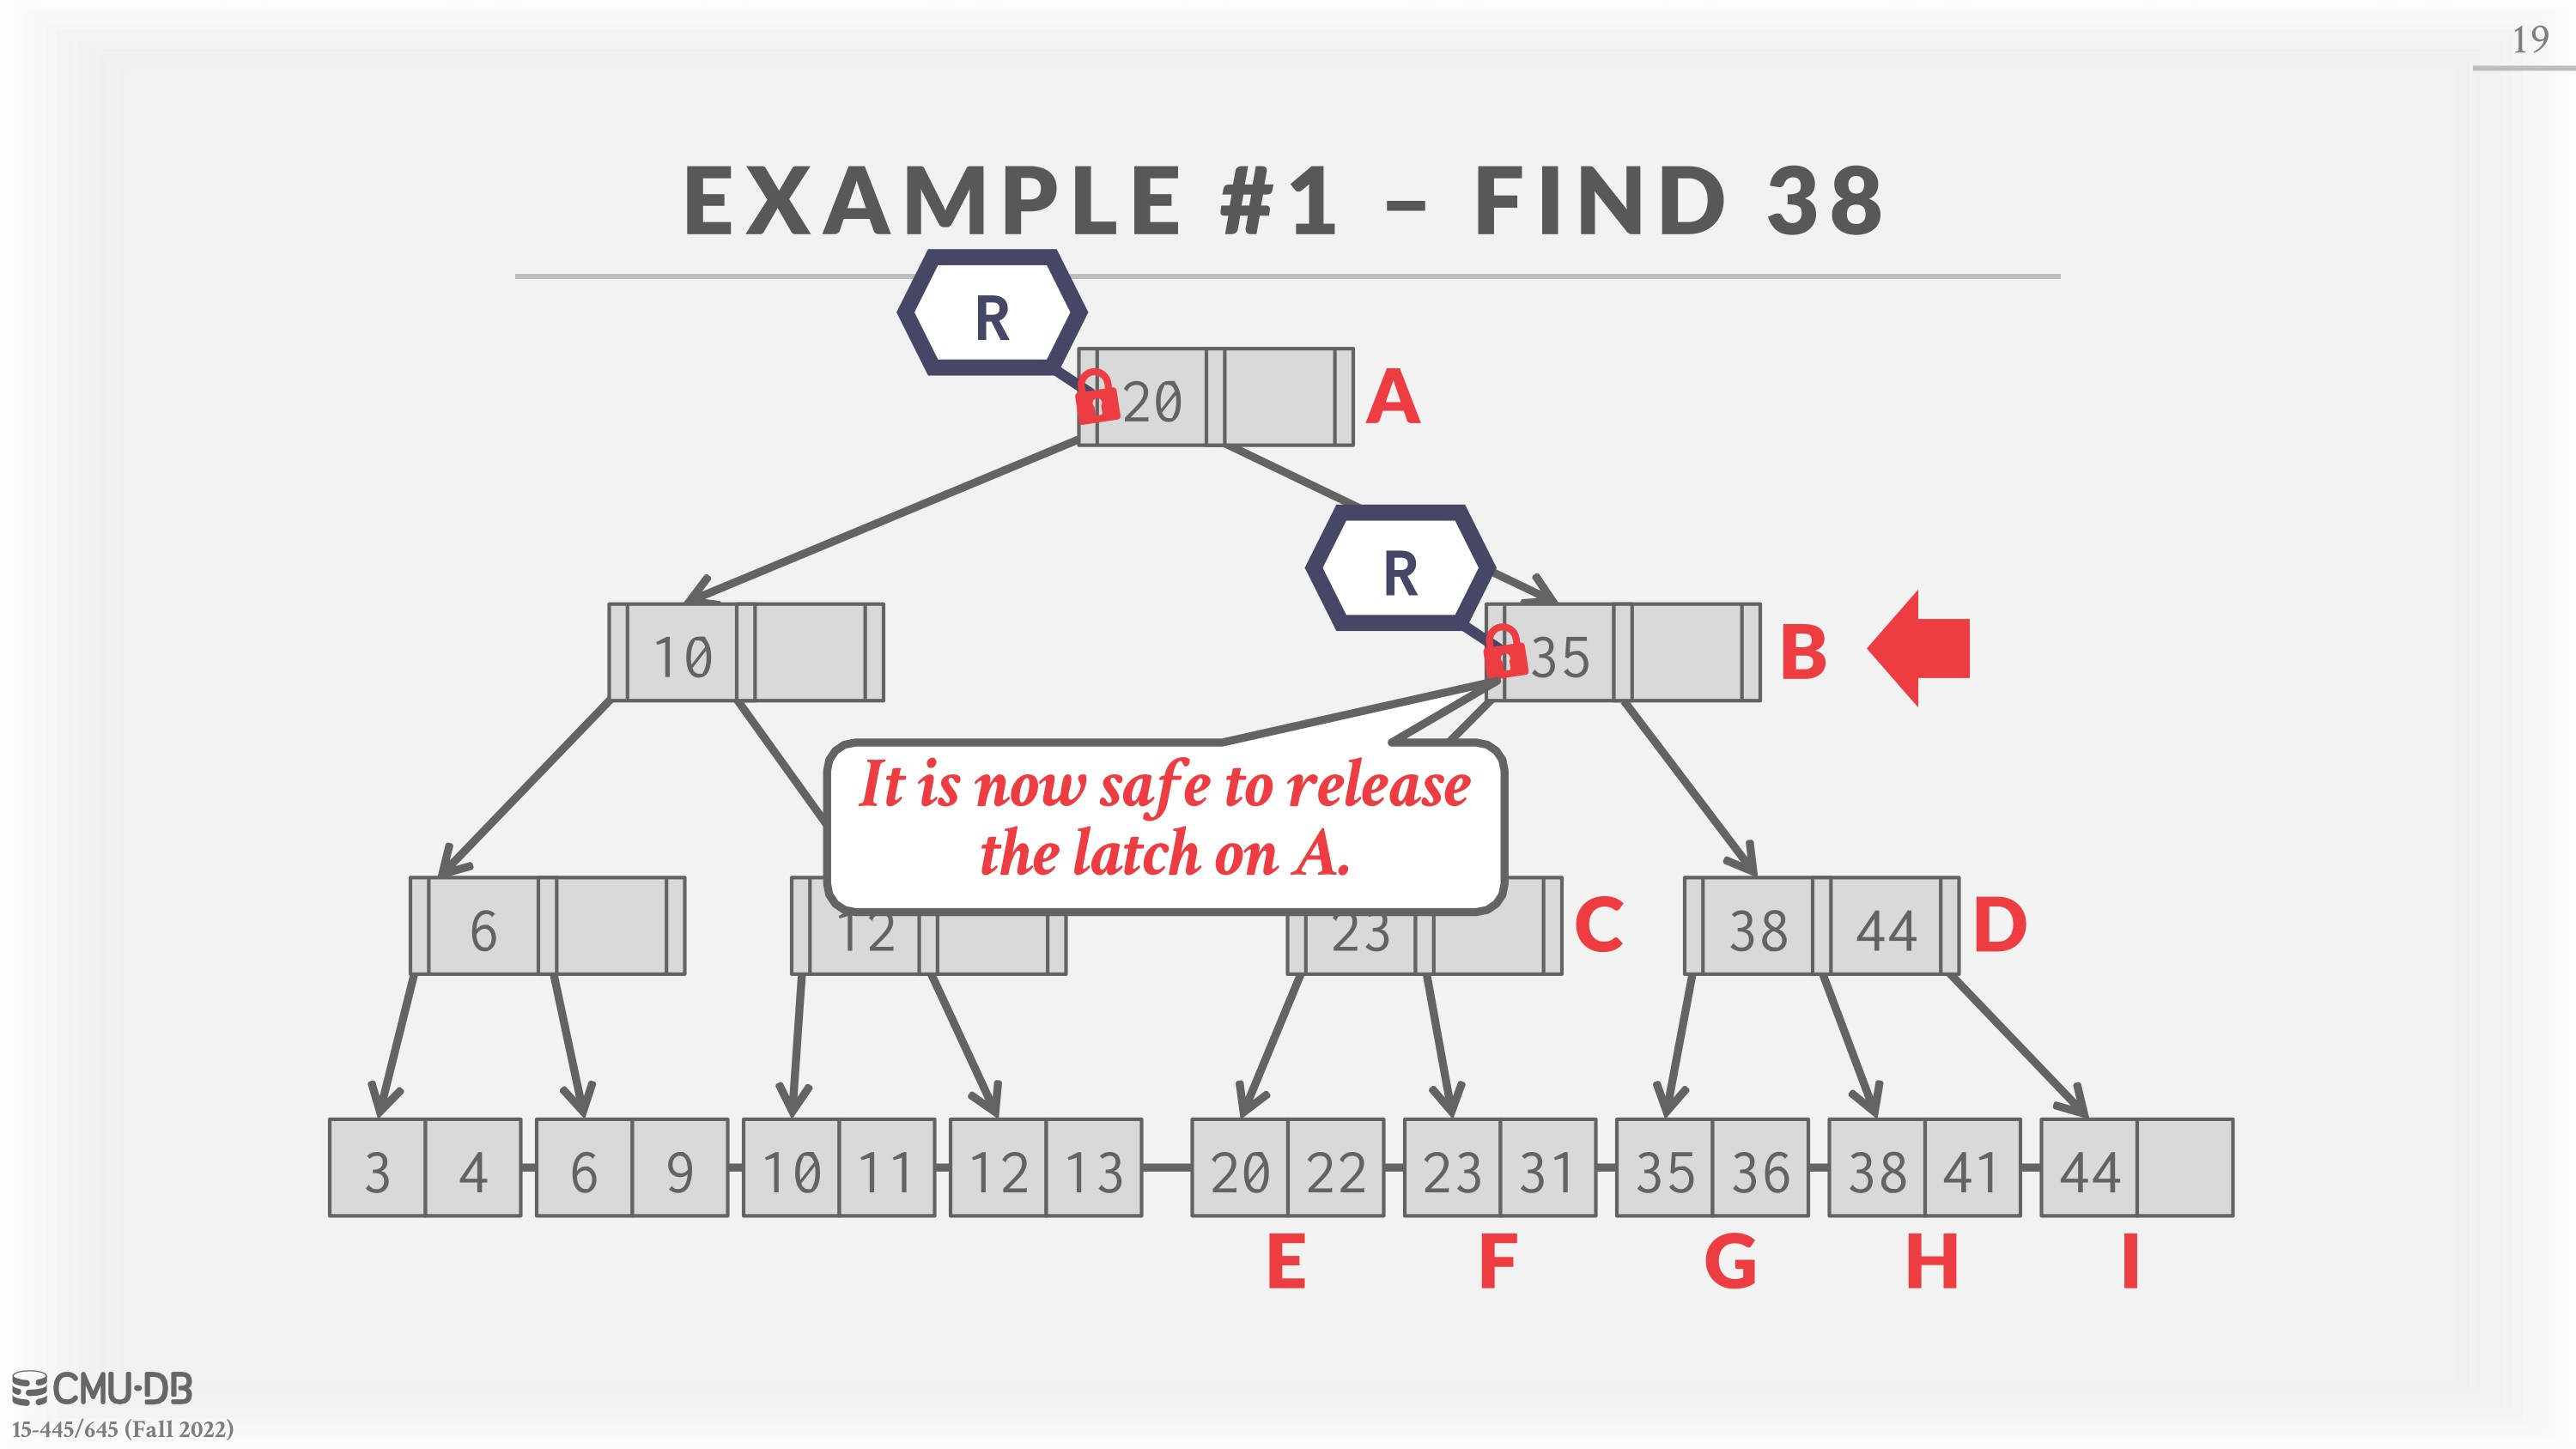 19
EXAMPLE #1 – FIND 38
R
20
A
R
10
35
B
It is now safe to release
the latch on A.
6
12
23
C
38 44
D
3 4 6 9 10 11 12 13 20 22 23 31 35 36 38 41 44
E F G H I
CMU·DB
15-445/645 (Fall 2022)